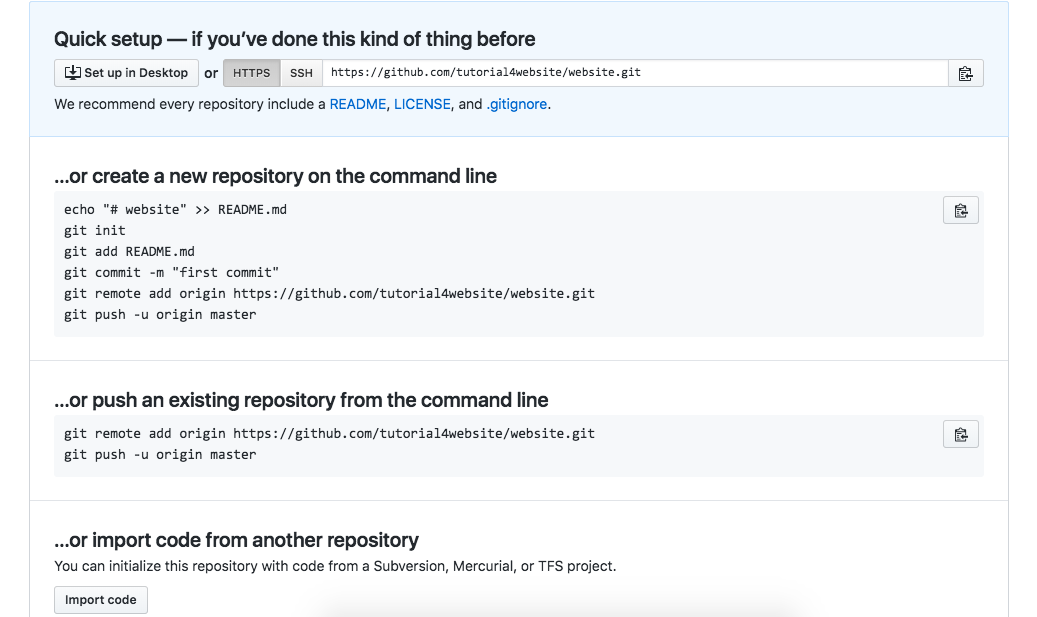 Quick setup — if you’ve done this kind of thing before
Set up in Desktop or HTTPS SSH https://github.com/tutorial4website/website.git
We recommend every repository include a README, LICENSE, and .gitignore.
…or create a new repository on the command line
echo "# website" >> README.md
git init
git add README.md
git commit -m "first commit"
git remote add origin https://github.com/tutorial4website/website.git
git push -u origin master
…or push an existing repository from the command line
git remote add origin https://github.com/tutorial4website/website.git
git push -u origin master
…or import code from another repository
You can initialize this repository with code from a Subversion, Mercurial, or TFS project.
Import code